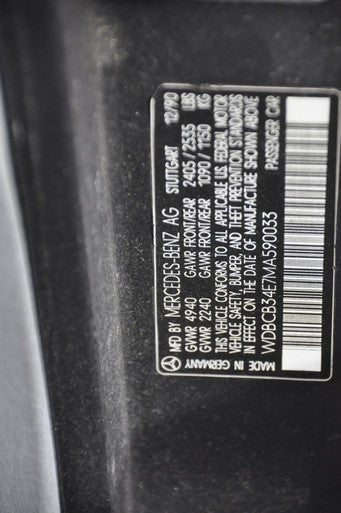 MFD BY MERCEDES-BENZ AG STUTTGART 12/90
GVWR 4940 GAWR FRONT/REAR 2405/2535 LBS
GVWR 2240 GAWR FRONT/REAR 1090/1150 KG
THIS VEHICLE CONFORMS TO ALL APPLICABLE U.S. FEDERAL MOTOR
VEHICLE SAFETY, BUMPER, AND THEFT PREVENTION STANDARDS
IN EFFECT ON THE DATE OF MANUFACTURE SHOWN ABOVE
WDBCB34E7MA590033 PASSENGER CAR
MADE IN GERMANY